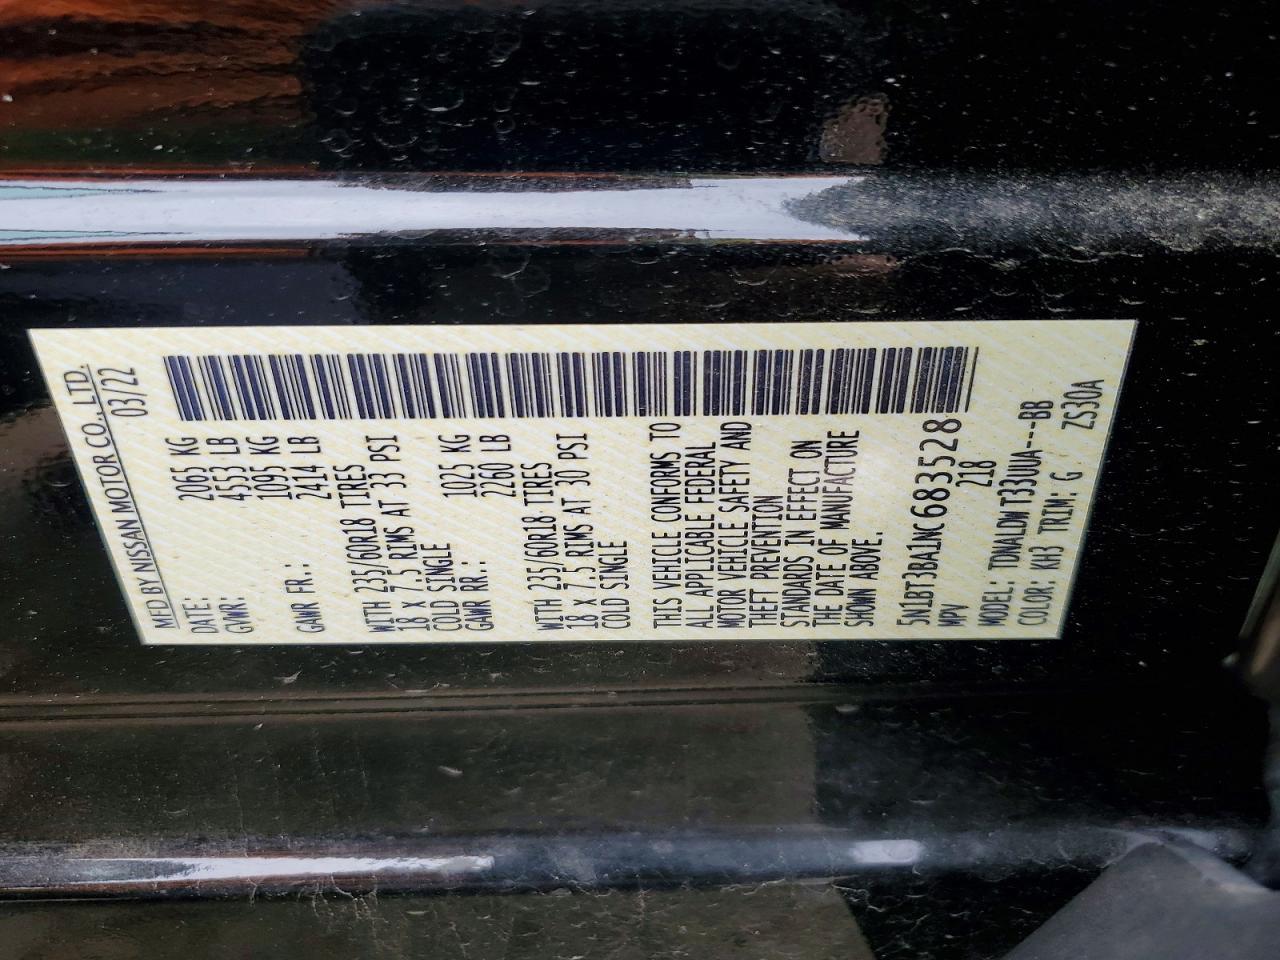 MFD BY NISSAN MOTOR CO., LTD.
DATE: 03/22
GVWR: 2065 KG
4553 LB
GAWR FR.: 1095 KG
2414 LB
WITH 235/60R18 TIRES
18 X 7.5 RIMS AT 33 PSI
COLD SINGLE
GAWR RR.: 1025 KG
2260 LB
WITH 235/60R18 TIRES
18 X 7.5 RIMS AT 30 PSI
COLD SINGLE
THIS VEHICLE CONFORMS TO
ALL APPLICABLE FEDERAL
MOTOR VEHICLE SAFETY AND
THEFT PREVENTION
STANDARDS IN EFFECT ON
THE DATE OF MANUFACTURE
SHOWN ABOVE.
5N1BT3BA1NC683528
MPV 218
MODEL: TDNALDW T33UUA---BB
COLOR: KH3 TRIM: G ZS30A